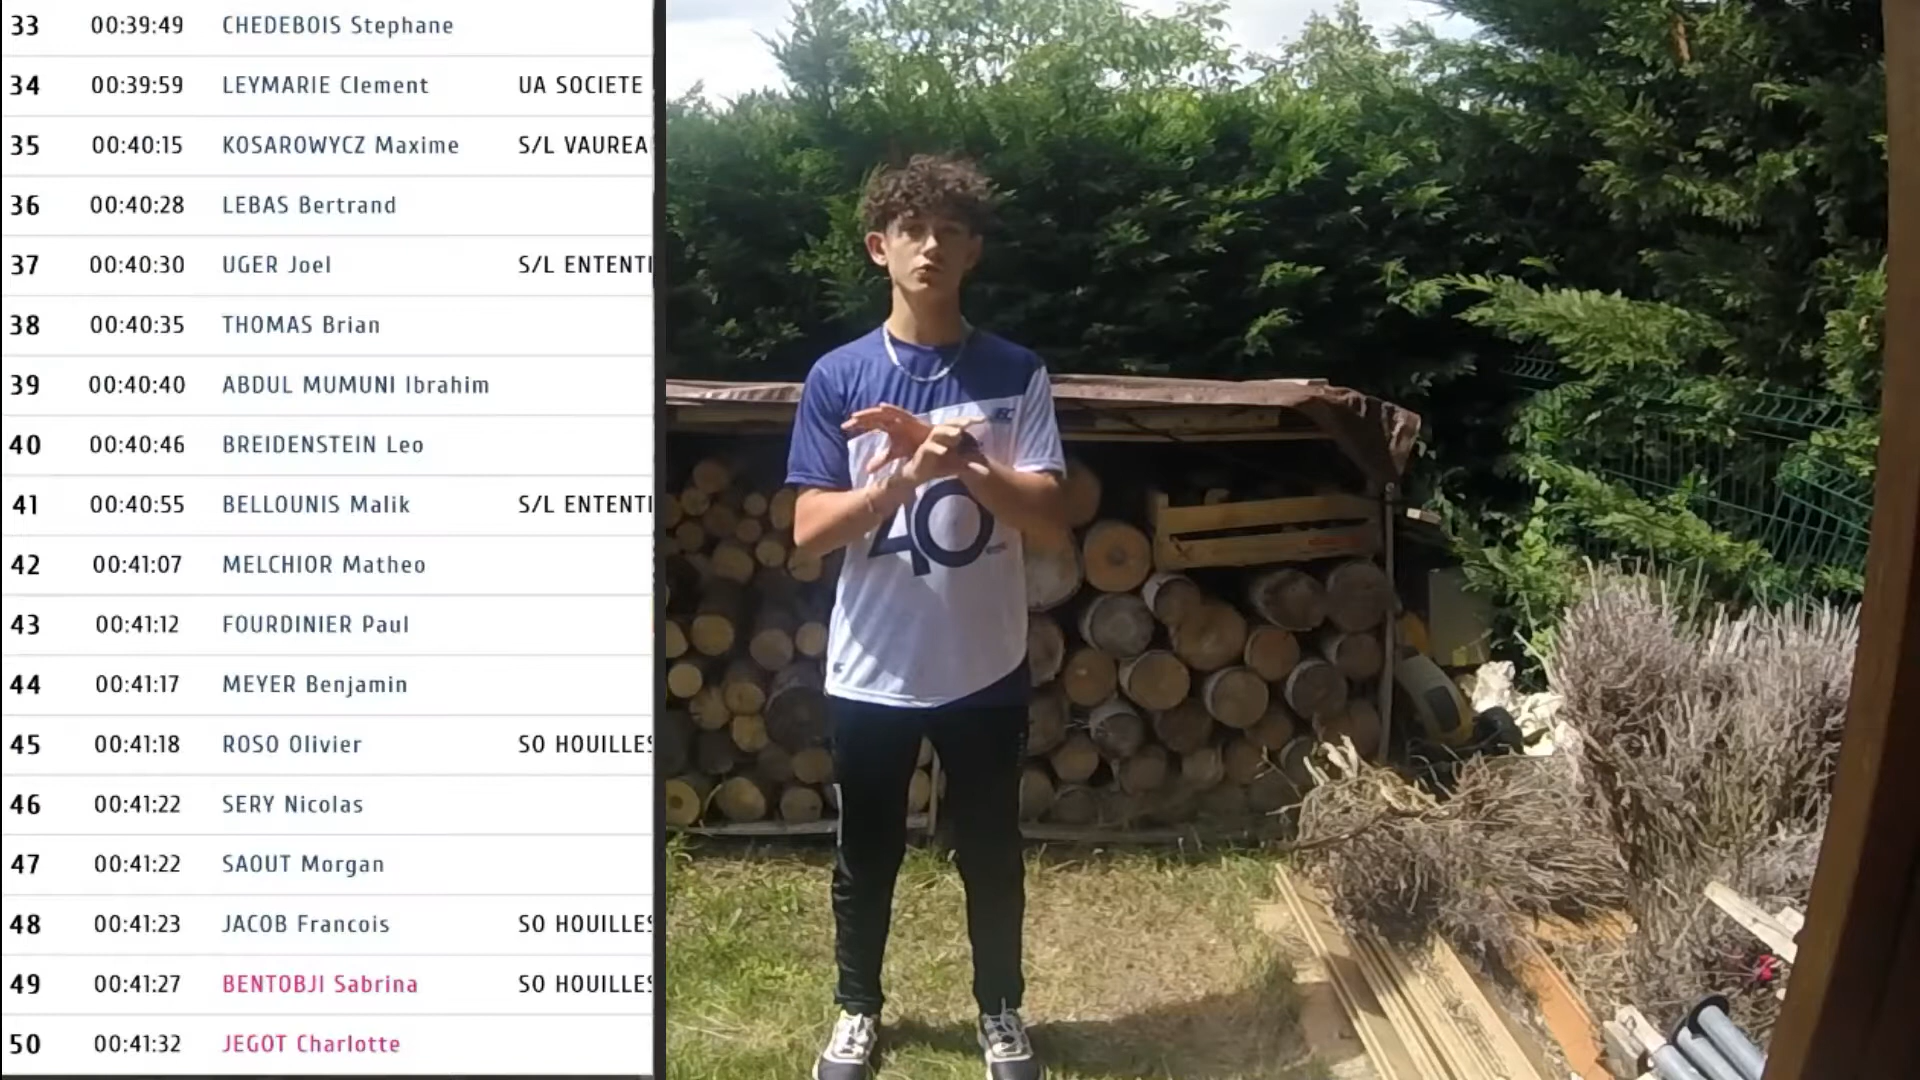 33 00:39:49 CHEDEBOIS Stephane
34 00:39:59 LEYMARIE Clement UA SOCIETE
35 00:40:15 KOSAROWYCZ Maxime S/L VAUREA
36 00:40:28 LEBAS Bertrand
37 00:40:30 UGER Joel S/L ENTENTI
38 00:40:35 THOMAS Brian
39 00:40:40 ABDUL MUMUNI Ibrahim
40 00:40:46 BREIDENSTEIN Leo
41 00:40:55 BELLOUNIS Malik S/L ENTENTI
42 00:41:07 MELCHIOR Matheo
43 00:41:12 FOURDINIER Paul
44 00:41:17 MEYER Benjamin
45 00:41:18 ROSO Olivier SO HOUILLES
46 00:41:22 SERY Nicolas
47 00:41:22 SAOUT Morgan
48 00:41:23 JACOB Francois SO HOUILLES
49 00:41:27 BENTOBJI Sabrina SO HOUILLES
50 00:41:32 JEGOT Charlotte
40